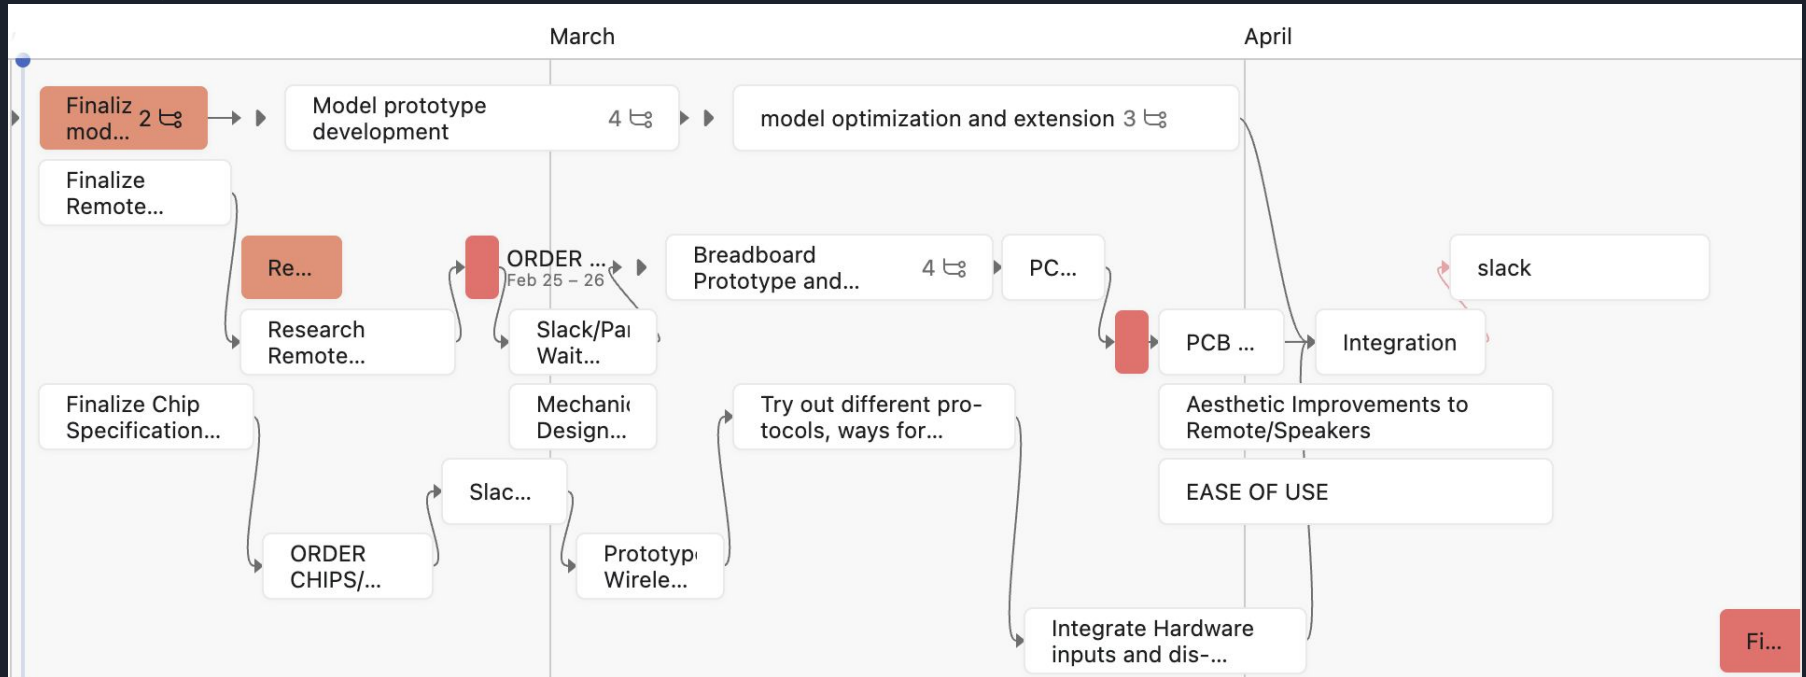 March
April
Finaliz
mod... 2
Model prototype
development
4
model optimization and extension 3
Finalize
Remote...
Re...
ORDER ...
Feb 25 – 26
Breadboard
Prototype and...
4
PC...
slack
Research
Remote...
Slack/Par
Wait...
PCB ...
Integration
Finalize Chip
Specification...
Mechanic
Design...
Try out different pro-
tocols, ways for...
Aesthetic Improvements to
Remote/Speakers
Slac...
EASE OF USE
ORDER
CHIPS/...
Prototype
Wirele...
Integrate Hardware
inputs and dis-...
Fi...